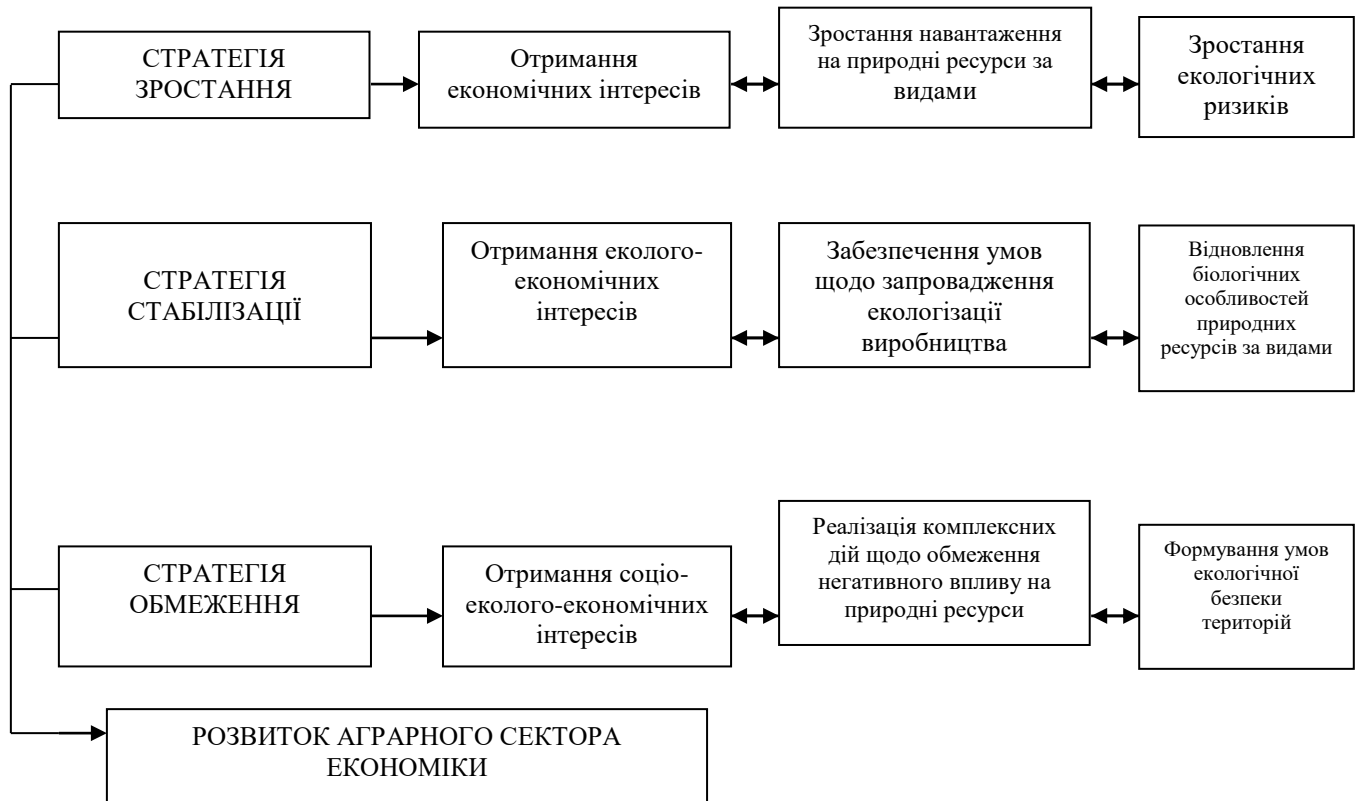 СТРАТЕГІЯ
ЗРОСТАННЯ
Отримання
економічних інтересів
Зростання навантаження
на природні ресурси за
видами
Зростання
екологічних
ризиків
СТРАТЕГІЯ
СТАБІЛІЗАЦІЇ
Отримання еколого-
економічних
інтересів
Забезпечення умов
щодо запровадження
екологізації
виробництва
Відновлення
біологічних
особливостей
природних
ресурсів за видами
СТРАТЕГІЯ
ОБМЕЖЕННЯ
Отримання соціо-
еколого-економічних
інтересів
Реалізація комплексних
дій щодо обмеження
негативного впливу на
природні ресурси
Формування умов
екологічної
безпеки
територій
РОЗВИТОК АГРАРНОГО СЕКТОРА
ЕКОНОМІКИ